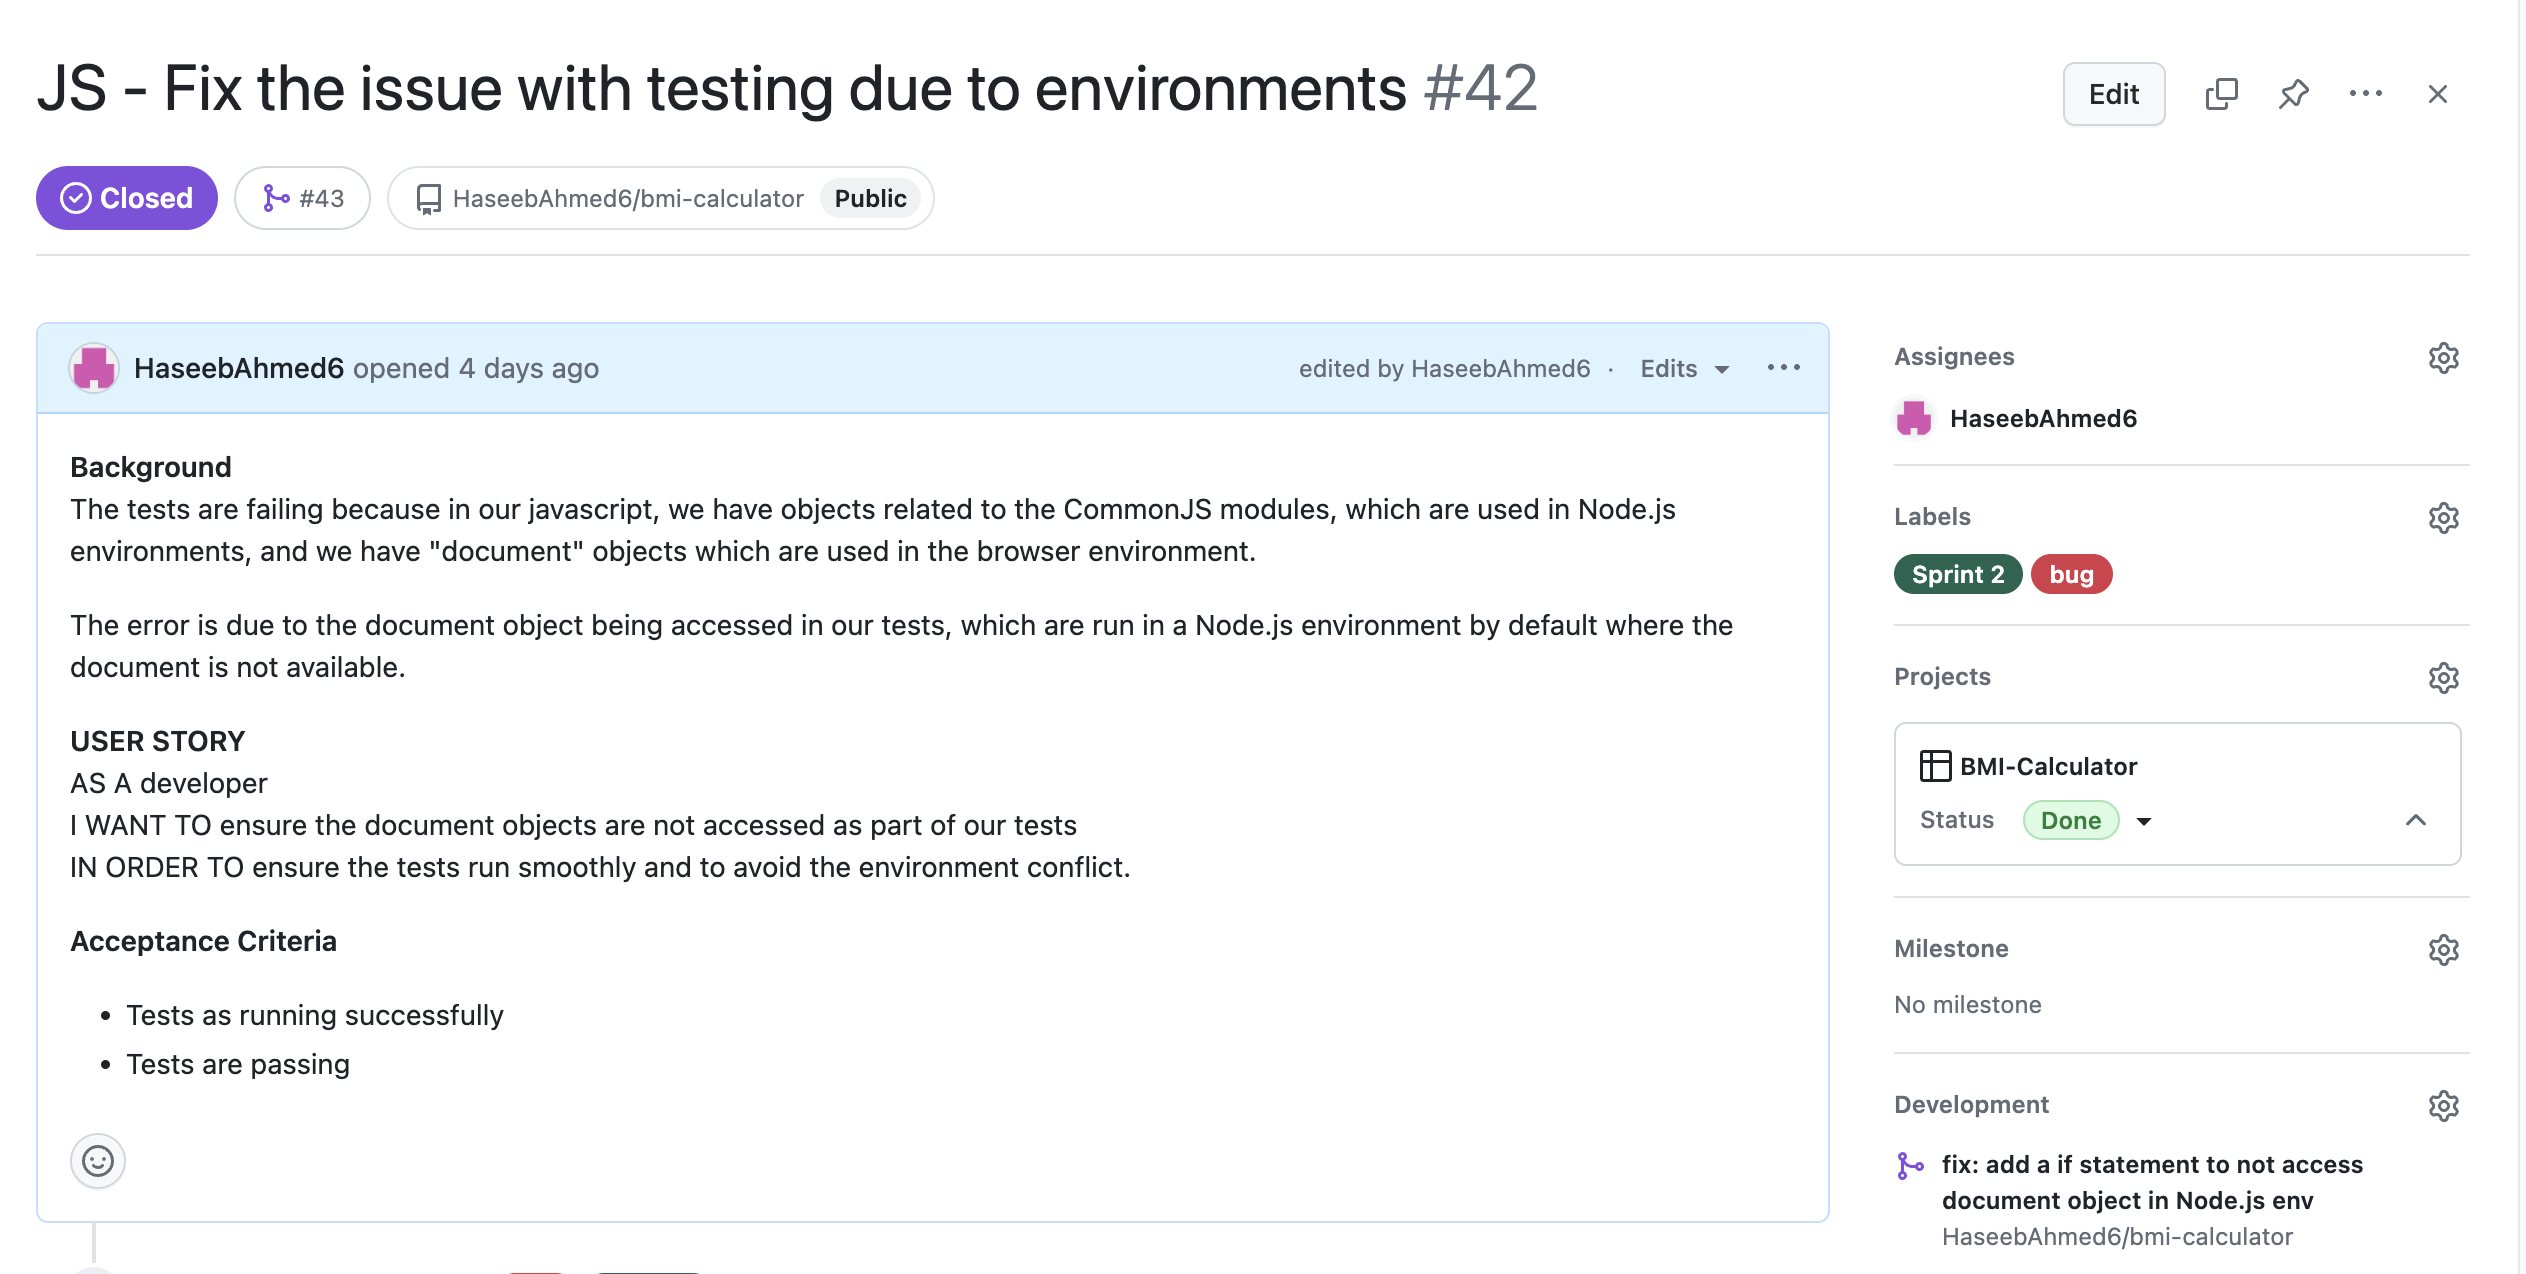 JS - Fix the issue with testing due to environments #42
Edit
Closed
#43
HaseebAhmed6/bmi-calculator Public
HaseebAhmed6 opened 4 days ago
edited by HaseebAhmed6 · Edits
Background
The tests are failing because in our javascript, we have objects related to the CommonJS modules, which are used in Node.js
environments, and we have "document" objects which are used in the browser environment.
The error is due to the document object being accessed in our tests, which are run in a Node.js environment by default where the
document is not available.
USER STORY
AS A developer
I WANT TO ensure the document objects are not accessed as part of our tests
IN ORDER TO ensure the tests run smoothly and to avoid the environment conflict.
Acceptance Criteria
• Tests as running successfully
• Tests are passing
Assignees
HaseebAhmed6
Labels
Sprint 2 bug
Projects
BMI-Calculator
Status Done
Milestone
No milestone
Development
fix: add a if statement to not access
document object in Node.js env
HaseebAhmed6/bmi-calculator